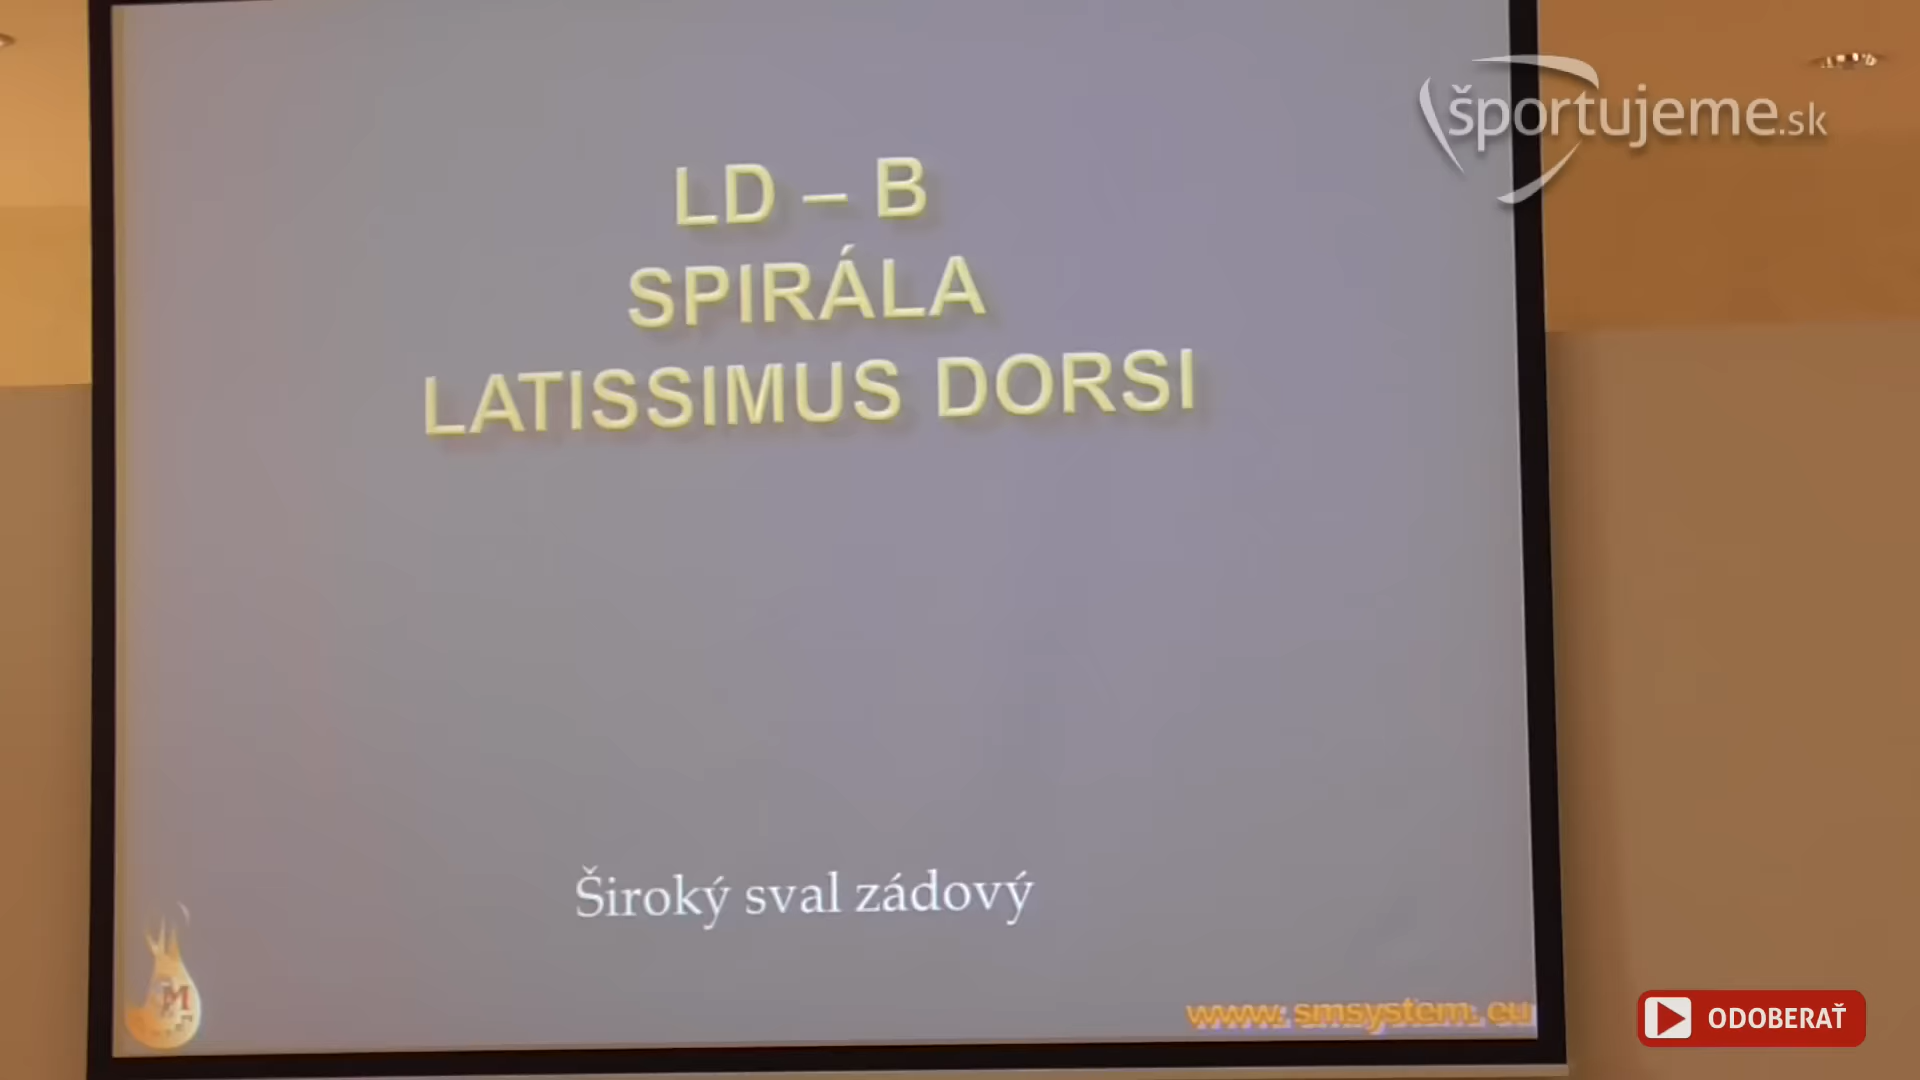 športujeme.sk
LD – B
SPIRÁLA
LATISSIMUS DORSI
Široký sval zádový
www.smsystem.eu
ODOBERAŤ